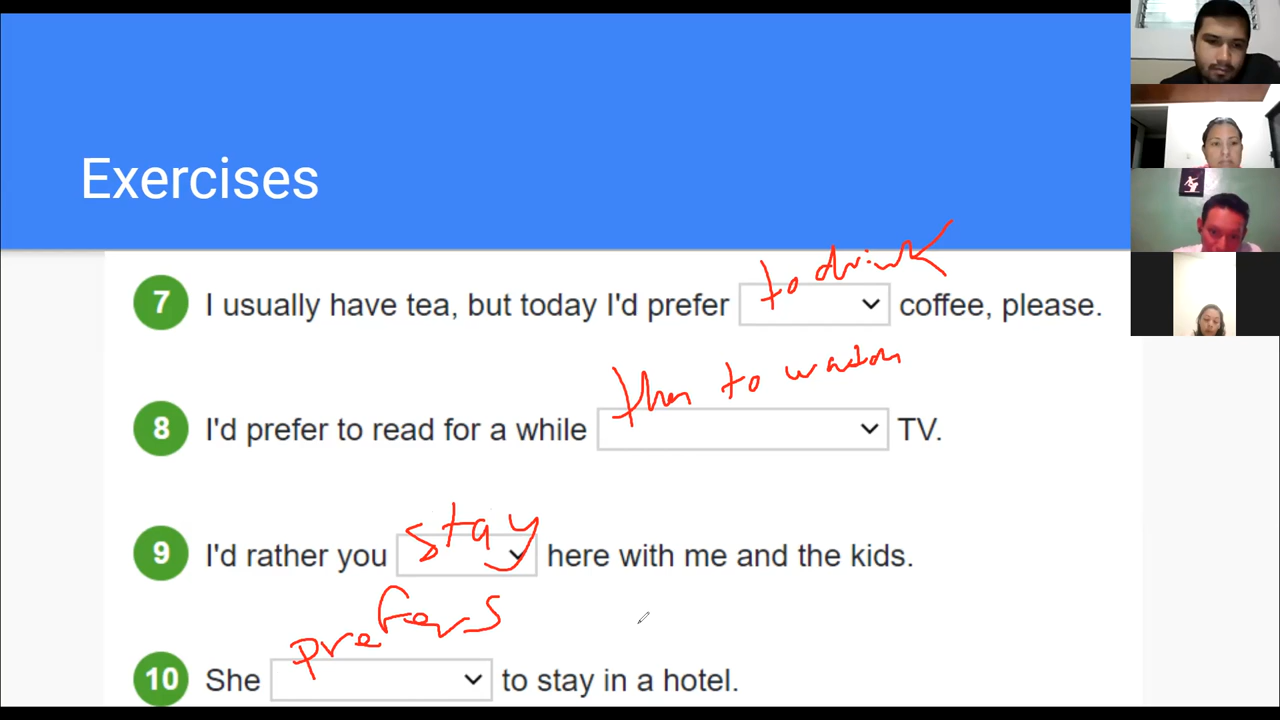 Exercises
to drink
7 I usually have tea, but today I'd prefer coffee, please.
then to watch
8 I'd prefer to read for a while TV.
stay
9 I'd rather you here with me and the kids.
prefers
10 She to stay in a hotel.